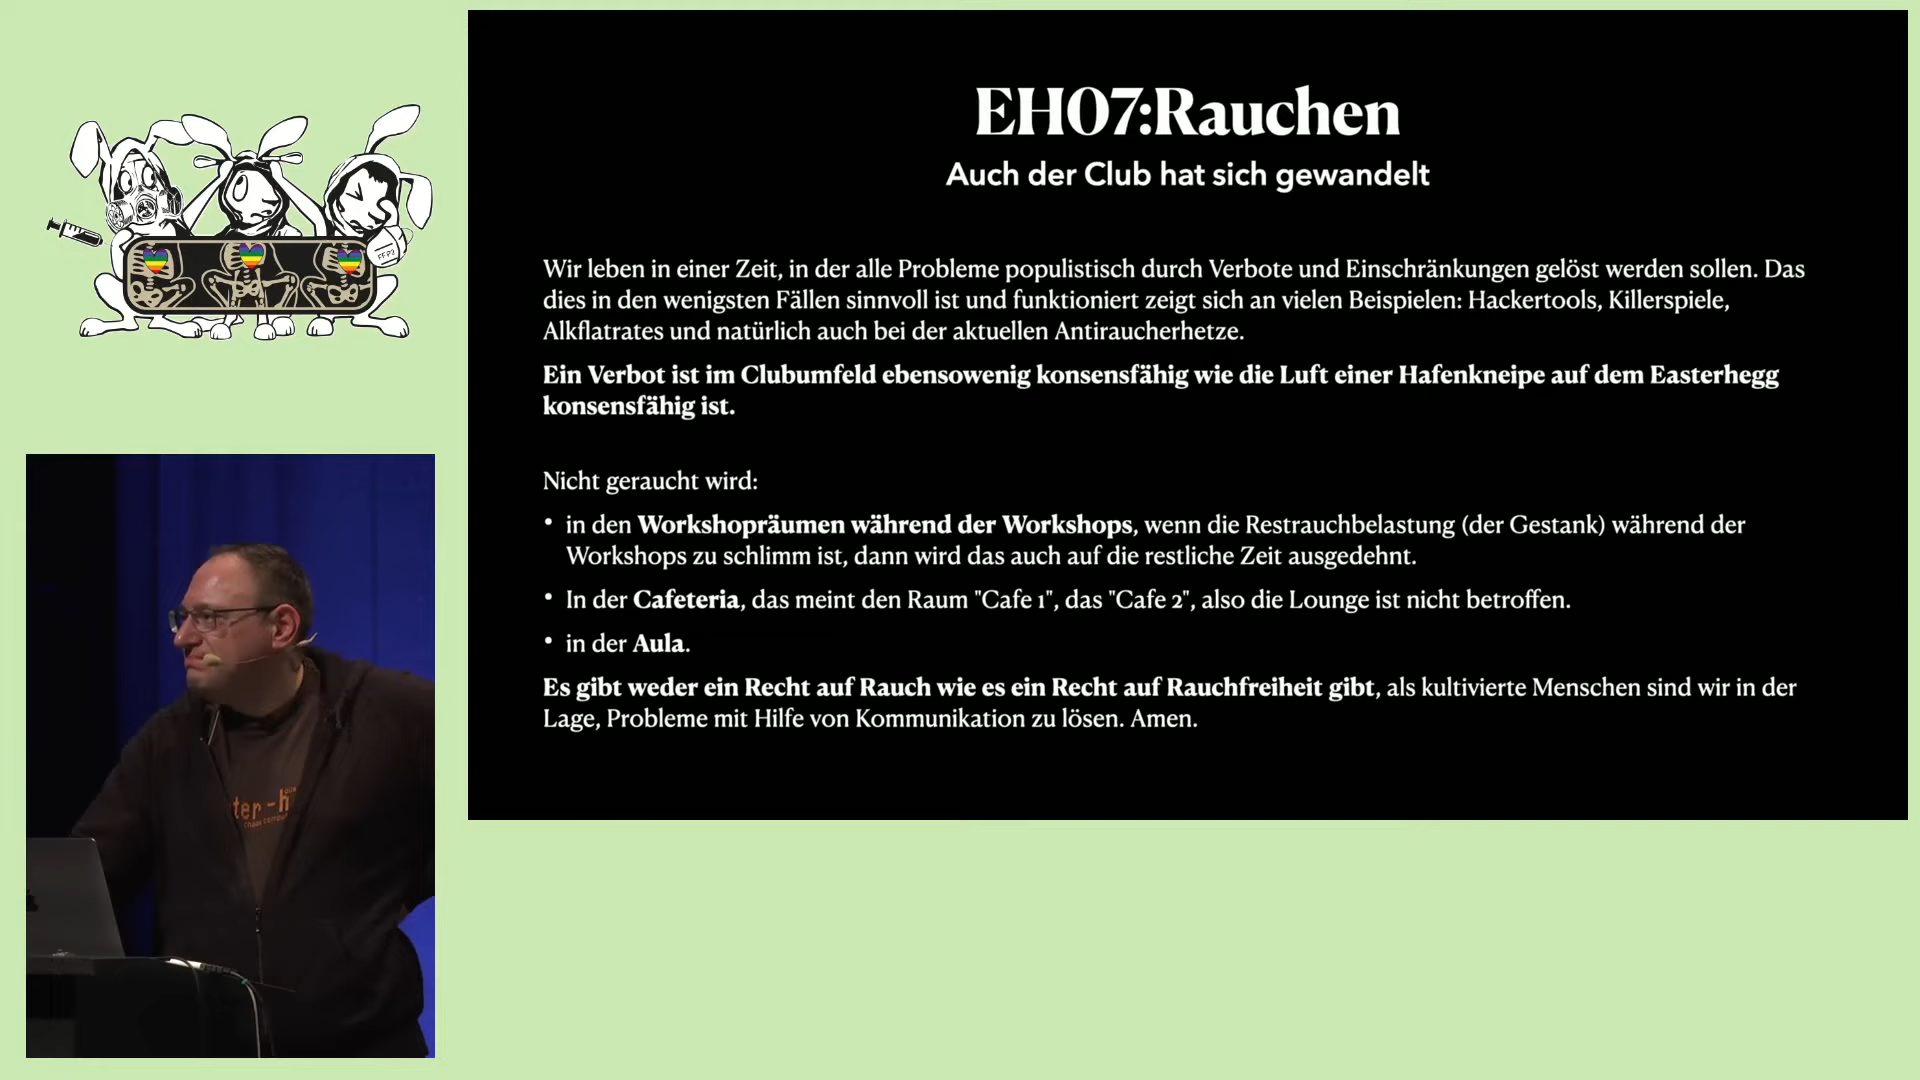 EH07:Rauchen
Auch der Club hat sich gewandelt
Wir leben in einer Zeit, in der alle Probleme populistisch durch Verbote und Einschränkungen gelöst werden sollen. Das
dies in den wenigsten Fällen sinnvoll ist und funktioniert zeigt sich an vielen Beispielen: Hackertools, Killerspiele,
Alkflatrates und natürlich auch bei der aktuellen Antiraucherhetze.
Ein Verbot ist im Clubumfeld ebensowenig konsensfähig wie die Luft einer Hafenkneipe auf dem Easterhegg
konsensfähig ist.
Nicht geraucht wird:
• in den Workshopräumen während der Workshops, wenn die Restrauchbelastung (der Gestank) während der
Workshops zu schlimm ist, dann wird das auch auf die restliche Zeit ausgedehnt.
• In der Cafeteria, das meint den Raum "Cafe 1", das "Cafe 2", also die Lounge ist nicht betroffen.
• in der Aula.
Es gibt weder ein Recht auf Rauch wie es ein Recht auf Rauchfreiheit gibt, als kultivierte Menschen sind wir in der
Lage, Probleme mit Hilfe von Kommunikation zu lösen. Amen.
FFP2
ter-h